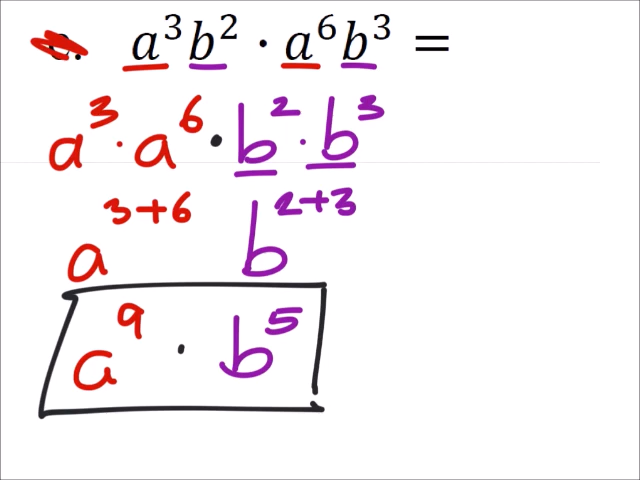 a³b² · a⁶b³ =
a³ · a⁶ · b² · b³
a³⁺⁶ b²⁺³
a⁹ · b⁵